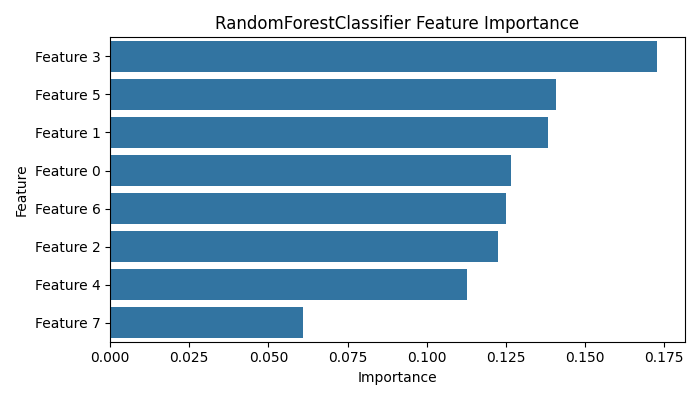 RandomForestClassifier Feature Importance
Feature 3
Feature 5
Feature 1
Feature 0
Feature 6
Feature 2
Feature 4
Feature 7
Feature
0.000 0.025 0.050 0.075 0.100 0.125 0.150 0.175
Importance